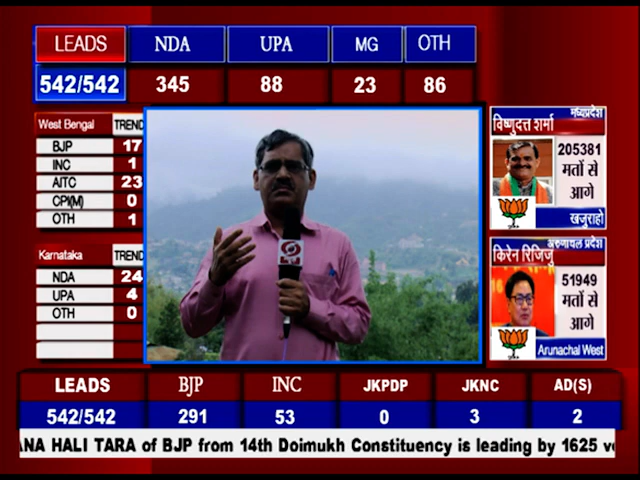 LEADS NDA UPA MG OTH
542/542 345 88 23 86
West Bengal TREND
BJP 17
INC 1
AITC 23
CPI(M) 0
OTH 1
Karnataka TREND
NDA 24
UPA 4
OTH 0
मध्यप्रदेश
विष्णुदत्त शर्मा
205381
मतों से
आगे
खजुराहो
अरुणाचल प्रदेश
किरेन रिजिजू
51949
मतों से
आगे
Arunachal West
LEADS BJP INC JKPDP JKNC AD(S)
542/542 291 53 0 3 2
ANA HALI TARA of BJP from 14th Doimukh Constituency is leading by 1625 v